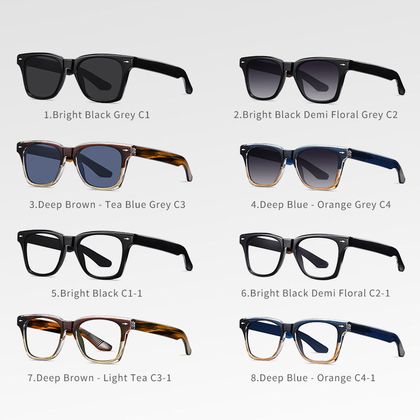 1.Bright Black Grey C1
2.Bright Black Demi Floral Grey C2
3.Deep Brown - Tea Blue Grey C3
4.Deep Blue - Orange Grey C4
5.Bright Black C1-1
6.Bright Black Demi Floral C2-1
7.Deep Brown - Light Tea C3-1
8.Deep Blue - Orange C4-1